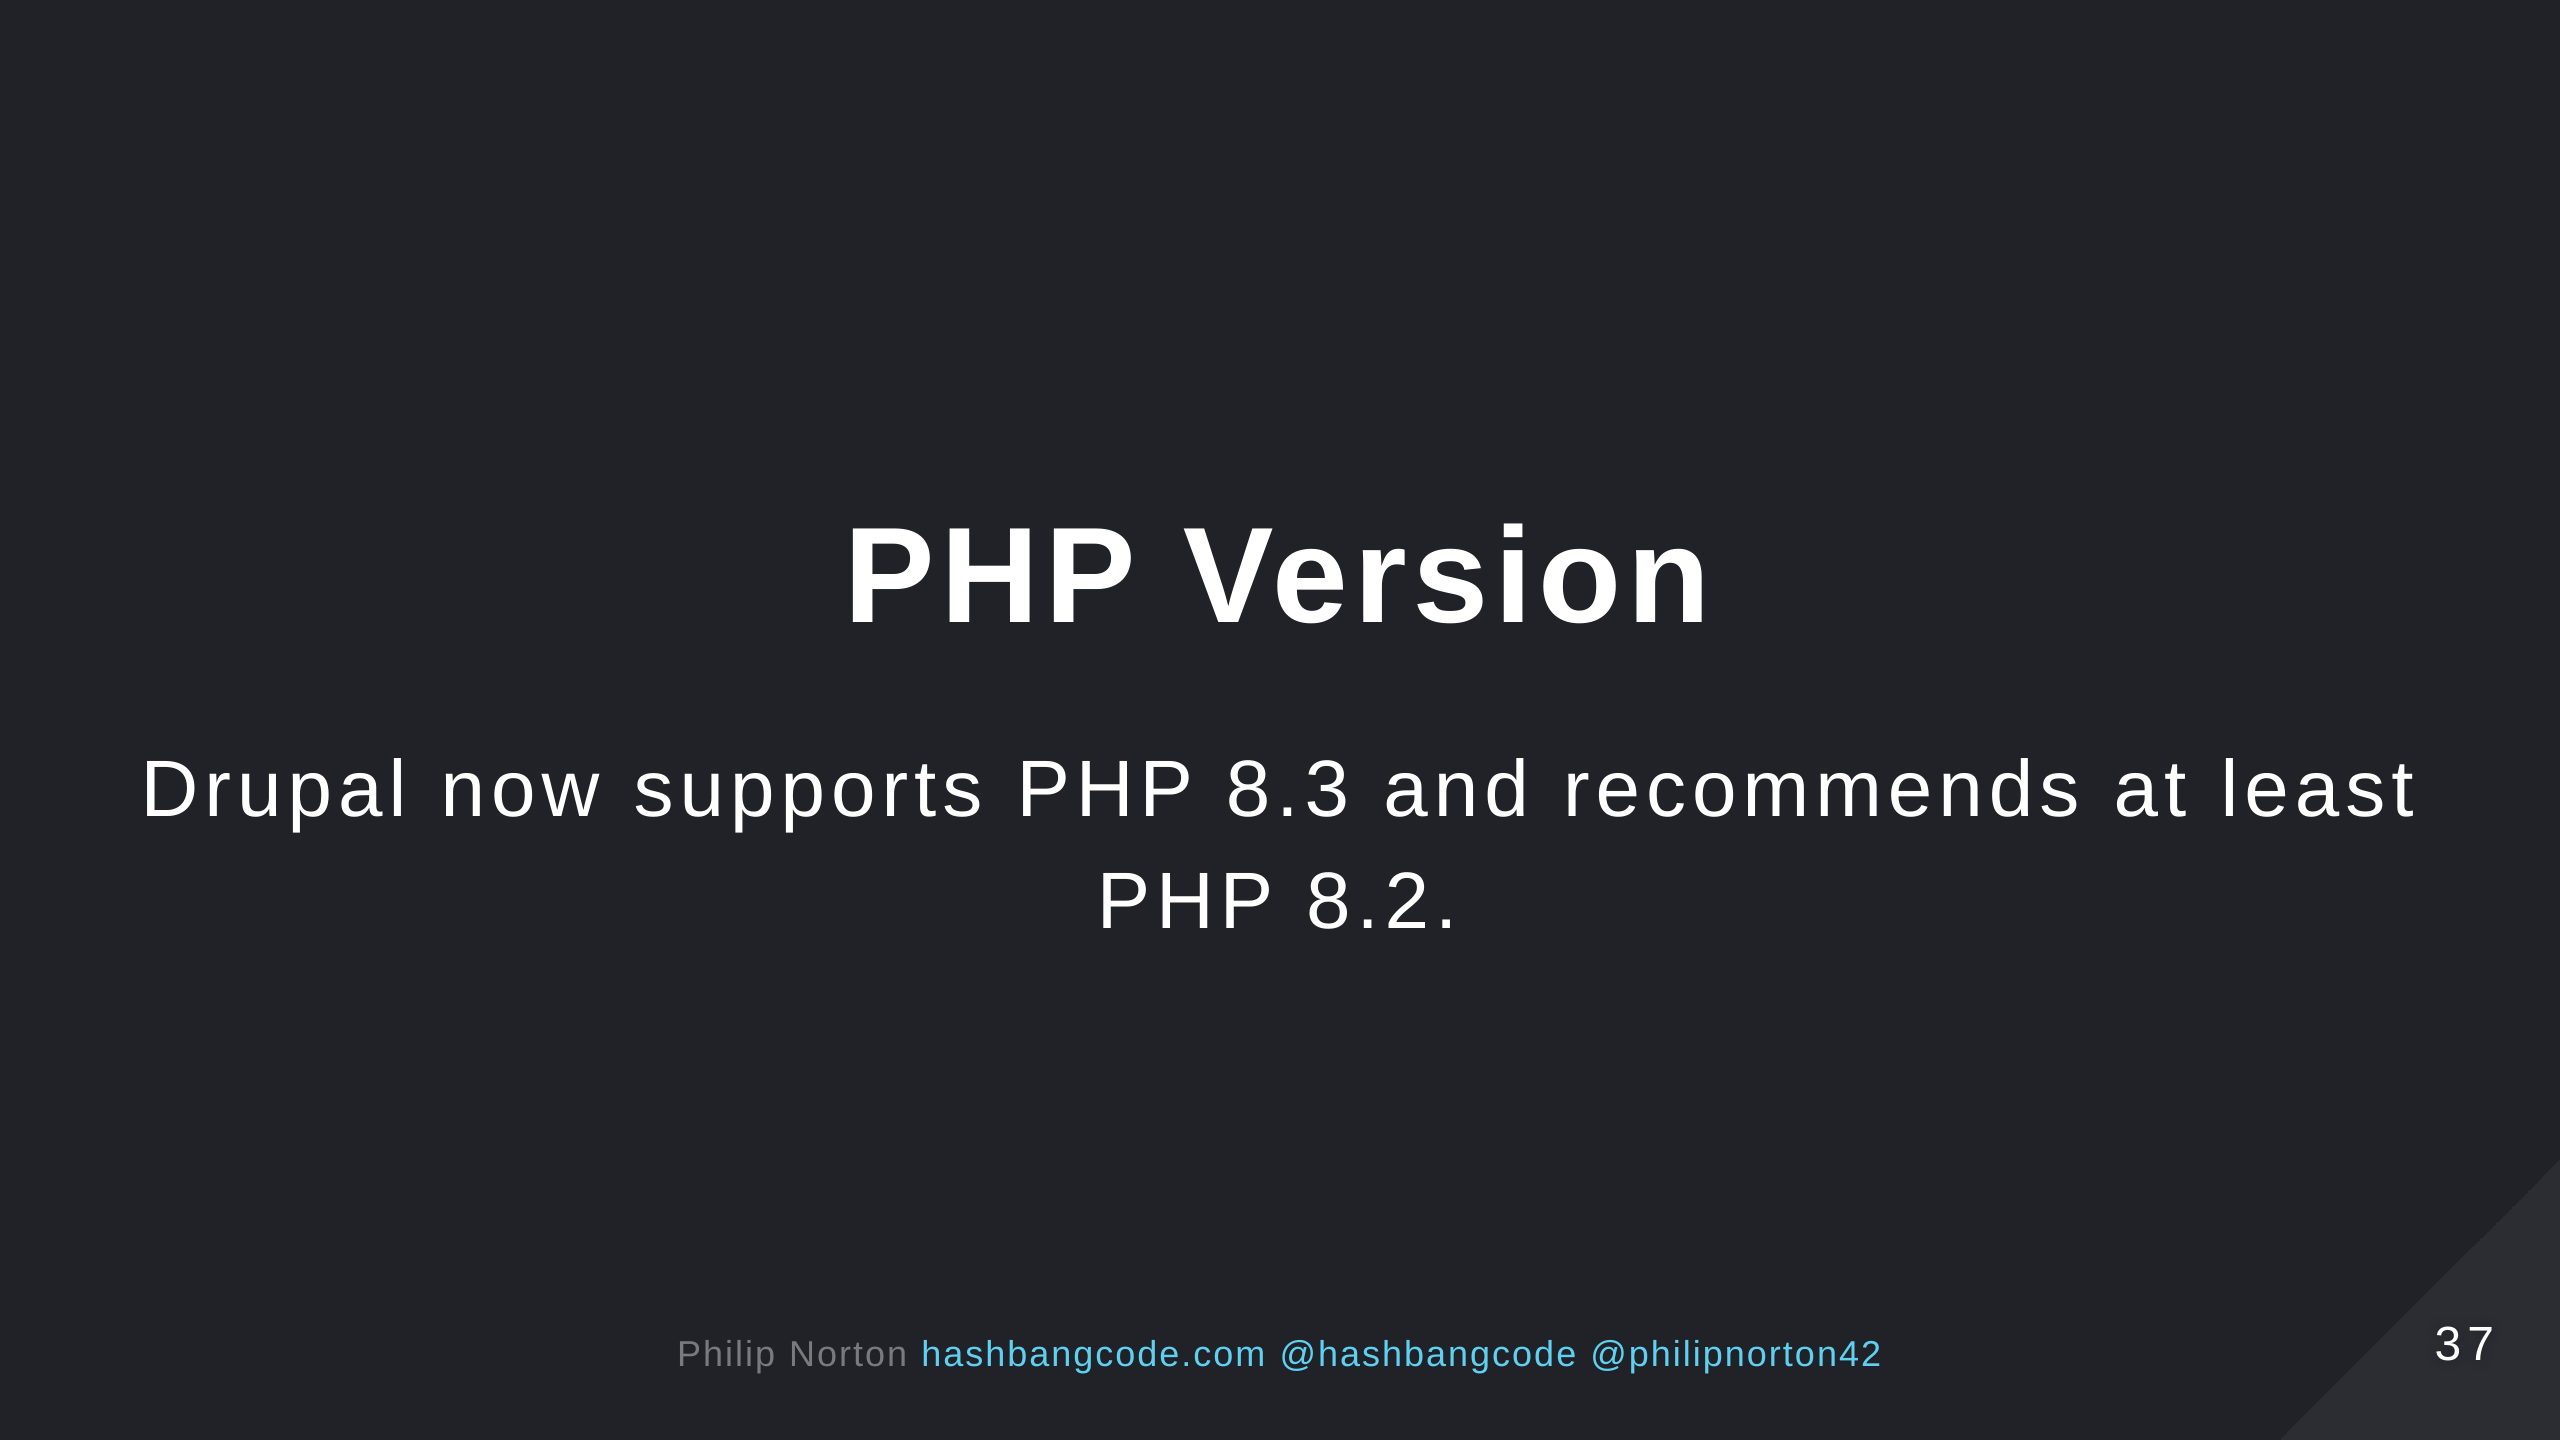 PHP Version
Drupal now supports PHP 8.3 and recommends at least
PHP 8.2.
Philip Norton hashbangcode.com @hashbangcode @philipnorton42
37